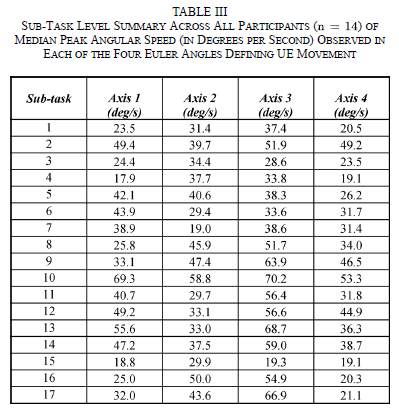 TABLE III
SUB-TASK LEVEL SUMMARY ACROSS ALL PARTICIPANTS (n = 14) OF
MEDIAN PEAK ANGULAR SPEED (IN DEGREES PER SECOND) OBSERVED IN
EACH OF THE FOUR EULER ANGLES DEFINING UE MOVEMENT
Sub-task Axis 1 (deg/s) Axis 2 (deg/s) Axis 3 (deg/s) Axis 4 (deg/s)
1 23.5 31.4 37.4 20.5
2 49.4 39.7 51.9 49.2
3 24.4 34.4 28.6 23.5
4 17.9 37.7 33.8 19.1
5 42.1 40.6 38.3 26.2
6 43.9 29.4 33.6 31.7
7 38.9 19.0 38.6 31.4
8 25.8 45.9 51.7 34.0
9 33.1 47.4 63.9 46.5
10 69.3 58.8 70.2 53.3
11 40.7 29.7 56.4 31.8
12 49.2 33.1 56.6 44.9
13 55.6 33.0 68.7 36.3
14 47.2 37.5 59.0 38.7
15 18.8 29.9 19.3 19.1
16 25.0 50.0 54.9 20.3
17 32.0 43.6 66.9 21.1